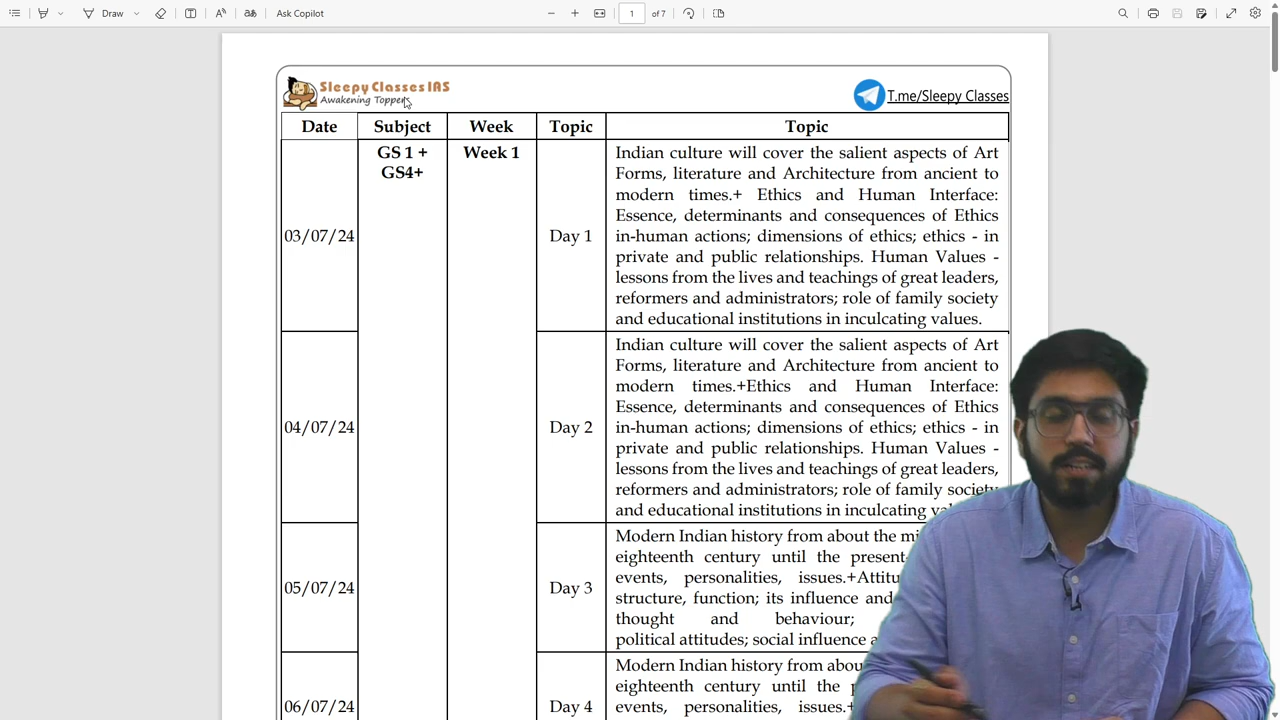 Draw
Ask Copilot
1
of 7
Sleepy Classes IAS
Awakening Toppers
T.me/Sleepy Classes
Date
Subject
Week
Topic
Topic
03/07/24
GS 1 +
GS4+
Week 1
Day 1
Indian culture will cover the salient aspects of Art
Forms, literature and Architecture from ancient to
modern times.+ Ethics and Human Interface:
Essence, determinants and consequences of Ethics
in-human actions; dimensions of ethics; ethics - in
private and public relationships. Human Values -
lessons from the lives and teachings of great leaders,
reformers and administrators; role of family society
and educational institutions in inculcating values.
04/07/24
Day 2
Indian culture will cover the salient aspects of Art
Forms, literature and Architecture from ancient to
modern times.+Ethics and Human Interface:
Essence, determinants and consequences of Ethics
in-human actions; dimensions of ethics; ethics - in
private and public relationships. Human Values -
lessons from the lives and teachings of great leaders,
reformers and administrators; role of family society
and educational institutions in inculcating
05/07/24
Day 3
Modern Indian history from about the
eighteenth century until the present-
events, personalities, issues.+
structure, function; its influence and
thought and behaviour;
political attitudes; social influence
06/07/24
Day 4
Modern Indian history from
eighteenth century until the
events, personalities, issues.+